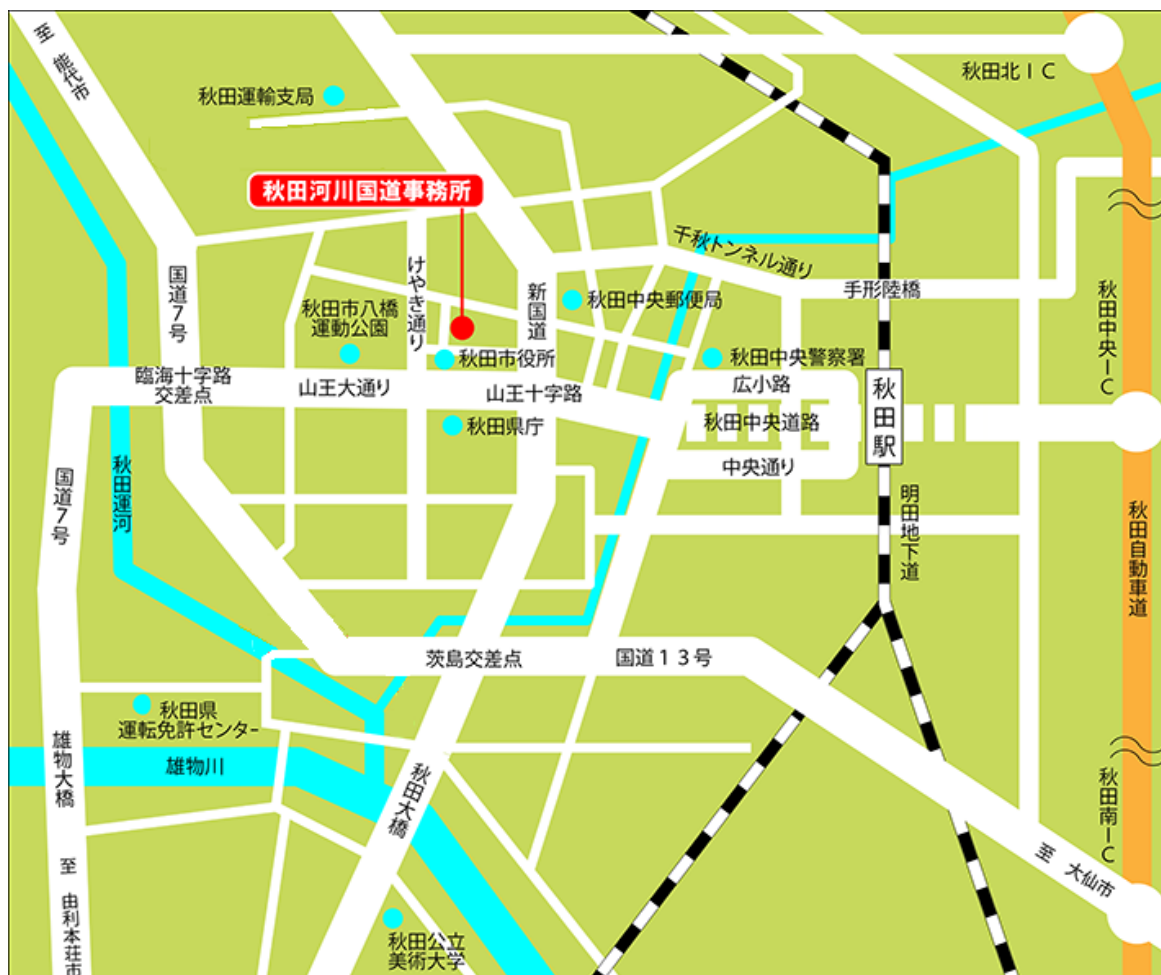 至 能代市
秋田運輸支局
秋田北ＩＣ
秋田河川国道事務所
千秋トンネル通り
国道７号
けやき通り
新国道
秋田中央郵便局
手形陸橋
秋田中央ＩＣ
秋田市八橋
運動公園
秋田市役所
秋田中央警察署
臨海十字路
交差点
山王大通り
山王十字路
広小路
秋田駅
秋田県庁
秋田中央道路
中央通り
国道７号
秋田運河
明田地下道
秋田自動車道
茨島交差点
国道１３号
秋田県
運転免許センター
雄物大橋
雄物川
秋田大橋
秋田南ＩＣ
至 大仙市
至 由利本荘市
秋田公立
美術大学